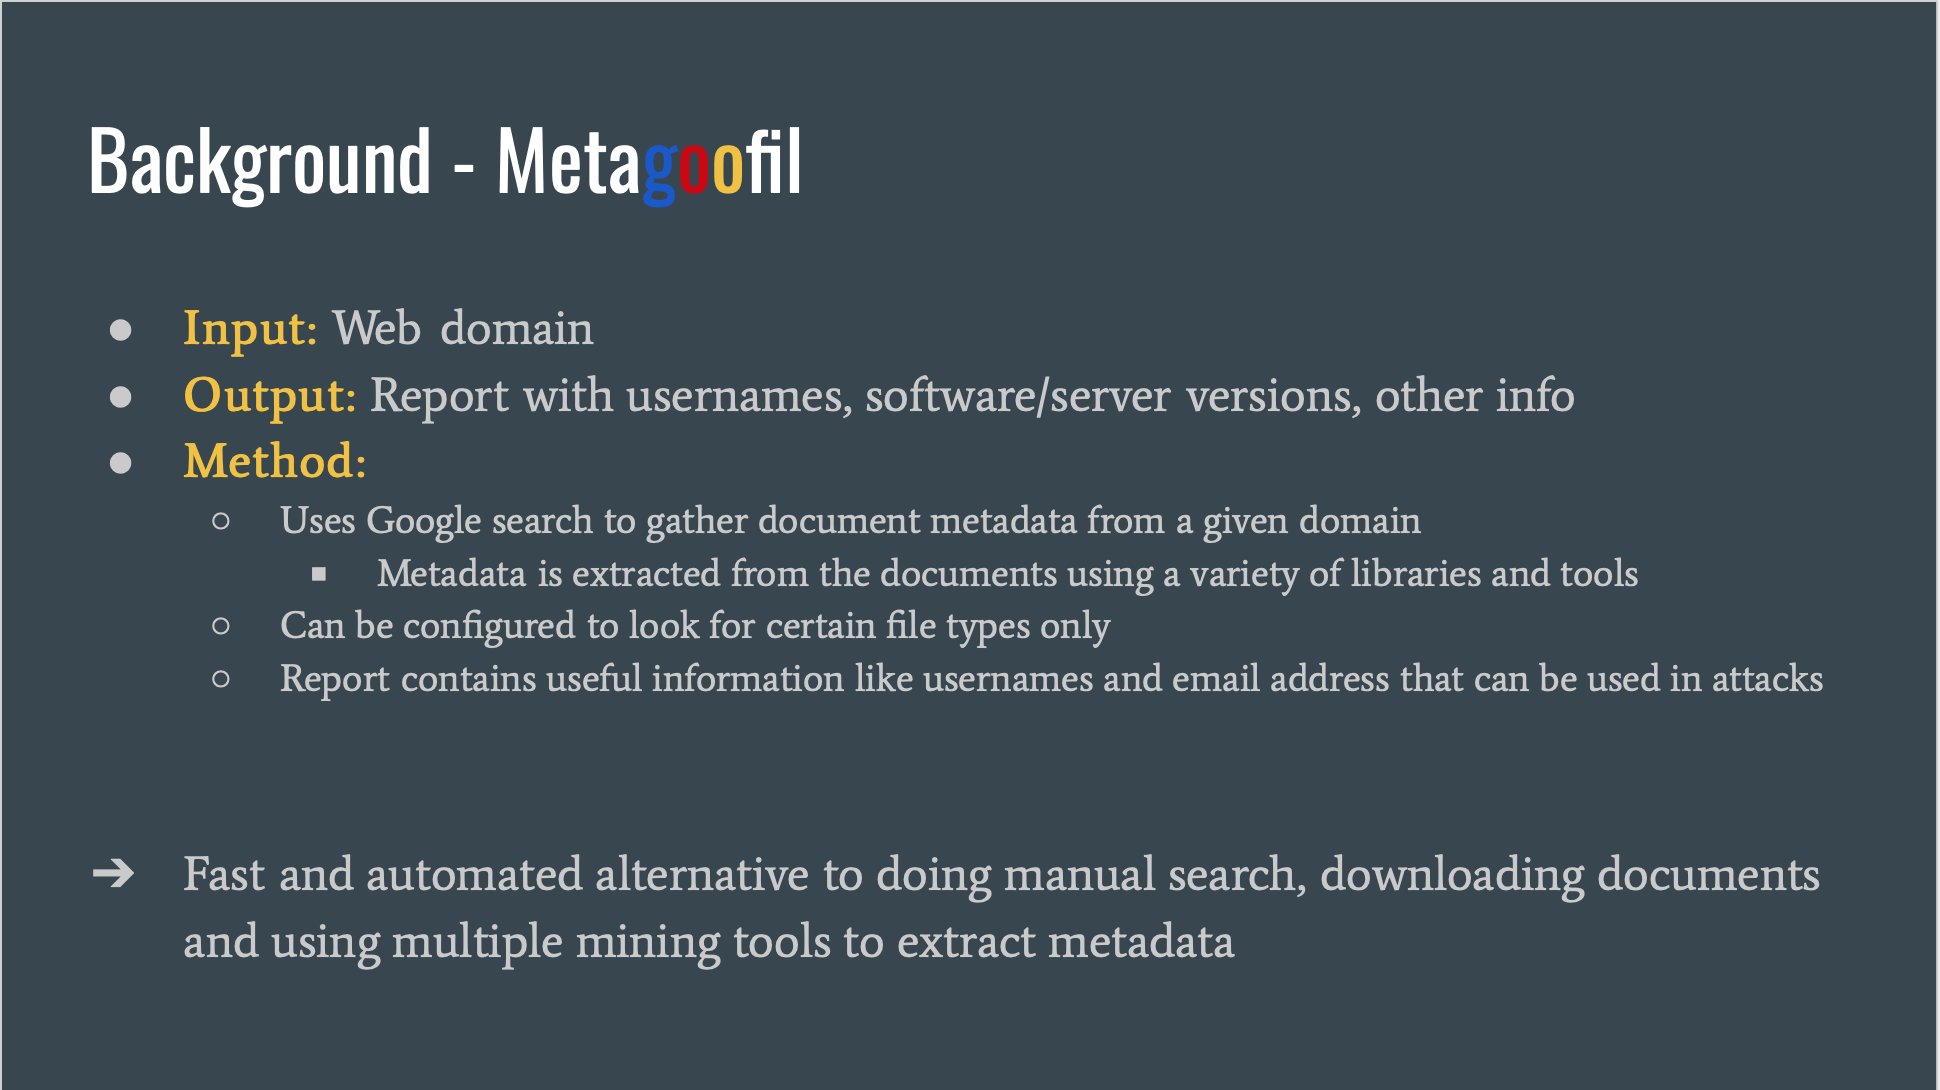 Background - Metagoofil
● Input: Web domain
● Output: Report with usernames, software/server versions, other info
● Method:
○ Uses Google search to gather document metadata from a given domain
■ Metadata is extracted from the documents using a variety of libraries and tools
○ Can be configured to look for certain file types only
○ Report contains useful information like usernames and email address that can be used in attacks
➔ Fast and automated alternative to doing manual search, downloading documents
and using multiple mining tools to extract metadata